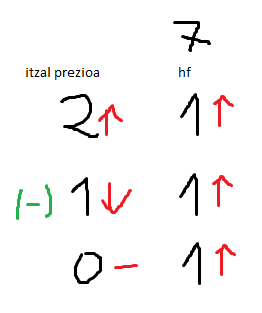 7
itzal prezioa hf
2↑ 1↑
(-) 1↓ 1↑
0 - 1↑